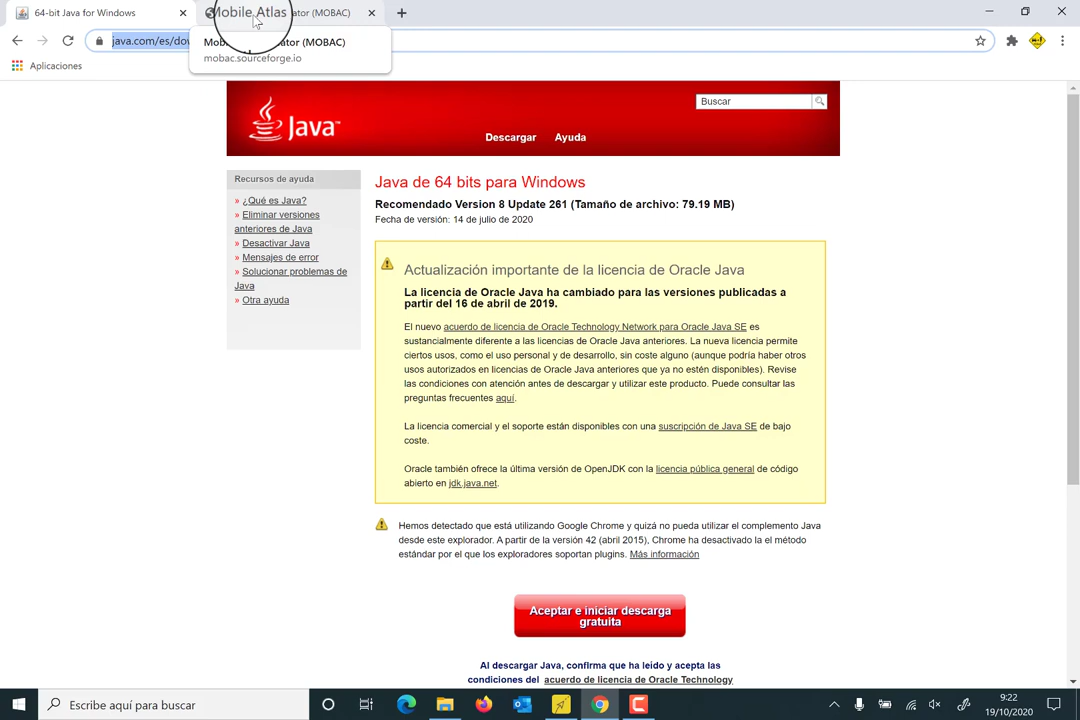 64-bit Java for Windows
Mobile Atlas
ator (MOBAC)
java.com/es/dow
Mob
ator (MOBAC)
mobac.sourceforge.io
Aplicaciones
Java
Buscar
Descargar Ayuda
Recursos de ayuda
» ¿Qué es Java?
» Eliminar versiones
anteriores de Java
» Desactivar Java
» Mensajes de error
» Solucionar problemas de
Java
» Otra ayuda
Java de 64 bits para Windows
Recomendado Version 8 Update 261 (Tamaño de archivo: 79.19 MB)
Fecha de versión: 14 de julio de 2020
Actualización importante de la licencia de Oracle Java
La licencia de Oracle Java ha cambiado para las versiones publicadas a
partir del 16 de abril de 2019.
El nuevo acuerdo de licencia de Oracle Technology Network para Oracle Java SE es
sustancialmente diferente a las licencias de Oracle Java anteriores. La nueva licencia permite
ciertos usos, como el uso personal y de desarrollo, sin coste alguno (aunque podría haber otros
usos autorizados en licencias de Oracle Java anteriores que ya no estén disponibles). Revise
las condiciones con atención antes de descargar y utilizar este producto. Puede consultar las
preguntas frecuentes aquí.
La licencia comercial y el soporte están disponibles con una suscripción de Java SE de bajo
coste.
Oracle también ofrece la última versión de OpenJDK con la licencia pública general de código
abierto en jdk.java.net.
Hemos detectado que está utilizando Google Chrome y quizá no pueda utilizar el complemento Java
desde este explorador. A partir de la versión 42 (abril 2015), Chrome ha desactivado la el método
estándar por el que los exploradores soportan plugins. Más información
Aceptar e iniciar descarga
gratuita
Al descargar Java, confirma que ha leído y acepta las
condiciones del acuerdo de licencia de Oracle Technology
Escribe aquí para buscar
9:22
19/10/2020